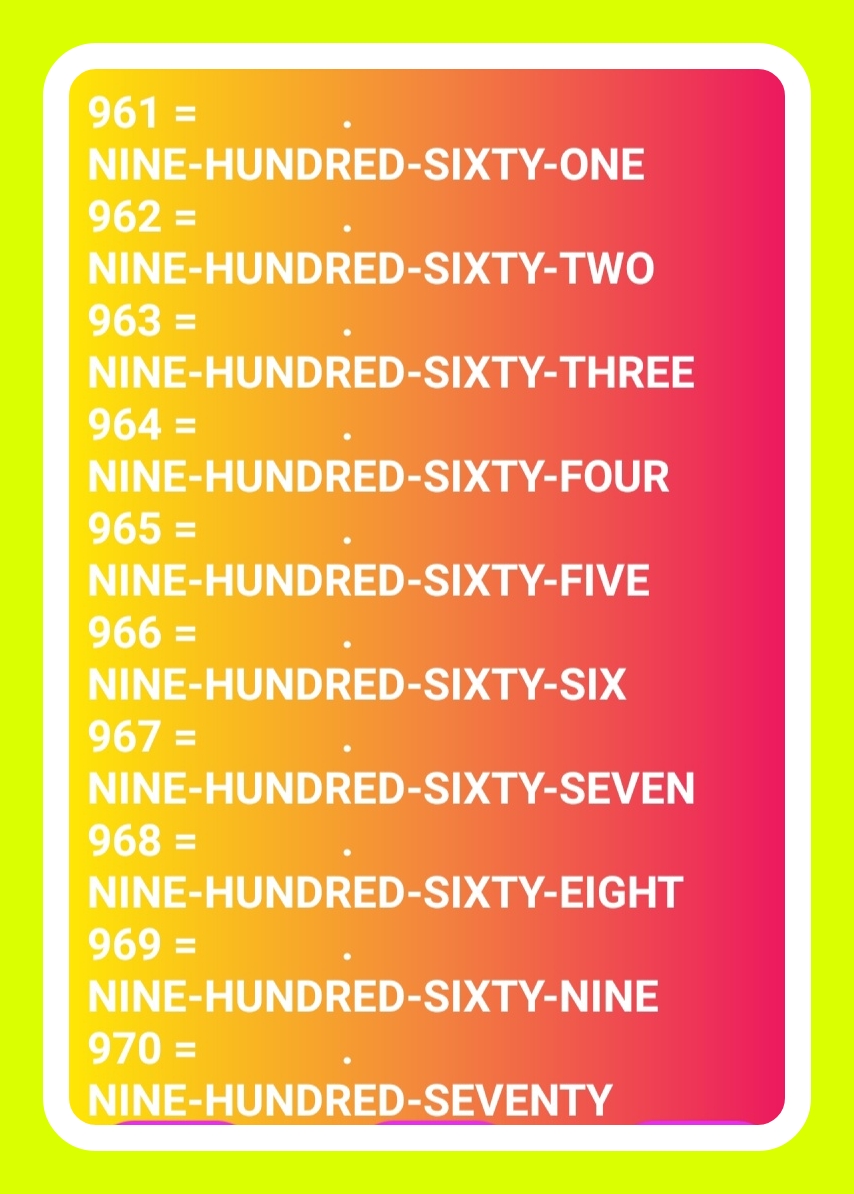 961 = .
NINE-HUNDRED-SIXTY-ONE
962 = .
NINE-HUNDRED-SIXTY-TWO
963 = .
NINE-HUNDRED-SIXTY-THREE
964 = .
NINE-HUNDRED-SIXTY-FOUR
965 = .
NINE-HUNDRED-SIXTY-FIVE
966 = .
NINE-HUNDRED-SIXTY-SIX
967 = .
NINE-HUNDRED-SIXTY-SEVEN
968 = .
NINE-HUNDRED-SIXTY-EIGHT
969 = .
NINE-HUNDRED-SIXTY-NINE
970 = .
NINE-HUNDRED-SEVENTY